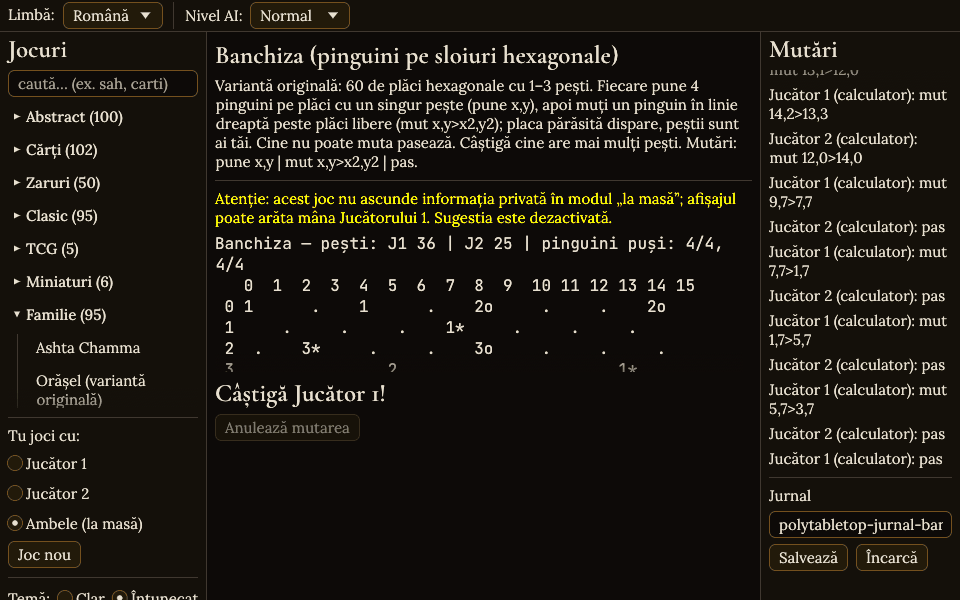 Limbă: Română ▼ Nivel AI: Normal ▼
Jocuri
caută... (ex. sah, carti)
▸ Abstract (100)
▸ Cărți (102)
▸ Zaruri (50)
▸ Clasic (95)
▸ TCG (5)
▸ Miniaturi (6)
▾ Familie (95)
Ashta Chamma
Orășel (variantă
originală)
Tu joci cu:
Jucător 1
Jucător 2
Ambele (la masă)
Joc nou
Temă: Clar Întunecat
Banchiza (pinguini pe sloiuri hexagonale)
Variantă originală: 60 de plăci hexagonale cu 1–3 pești. Fiecare pune 4
pinguini pe plăci cu un singur pește (pune x,y), apoi muți un pinguin în linie
dreaptă peste plăci libere (mut x,y>x2,y2); placa părăsită dispare, peștii sunt
ai tăi. Cine nu poate muta pasează. Câștigă cine are mai mulți pești. Mutări:
pune x,y | mut x,y>x2,y2 | pas.
Atenție: acest joc nu ascunde informația privată în modul „la masă”; afișajul
poate arăta mâna Jucătorului 1. Sugestia este dezactivată.
Banchiza — pești: J1 36 | J2 25 | pinguini puși: 4/4,
4/4
0 1 2 3 4 5 6 7 8 9 10 11 12 13 14 15
0 1 . 1 . 2o . . 2o
1 . . . 1* . . .
2 . 3* . . 3o . . .
3 2 1*
Câștigă Jucător 1!
Anulează mutarea
Mutări
mut 13,1>12,0
Jucător 1 (calculator): mut
14,2>13,3
Jucător 2 (calculator):
mut 12,0>14,0
Jucător 1 (calculator): mut
9,7>7,7
Jucător 2 (calculator): pas
Jucător 1 (calculator): mut
7,7>1,7
Jucător 2 (calculator): pas
Jucător 1 (calculator): mut
1,7>5,7
Jucător 2 (calculator): pas
Jucător 1 (calculator): mut
5,7>3,7
Jucător 2 (calculator): pas
Jucător 1 (calculator): pas
Jurnal
polytabletop-jurnal-bar
Salvează Încarcă